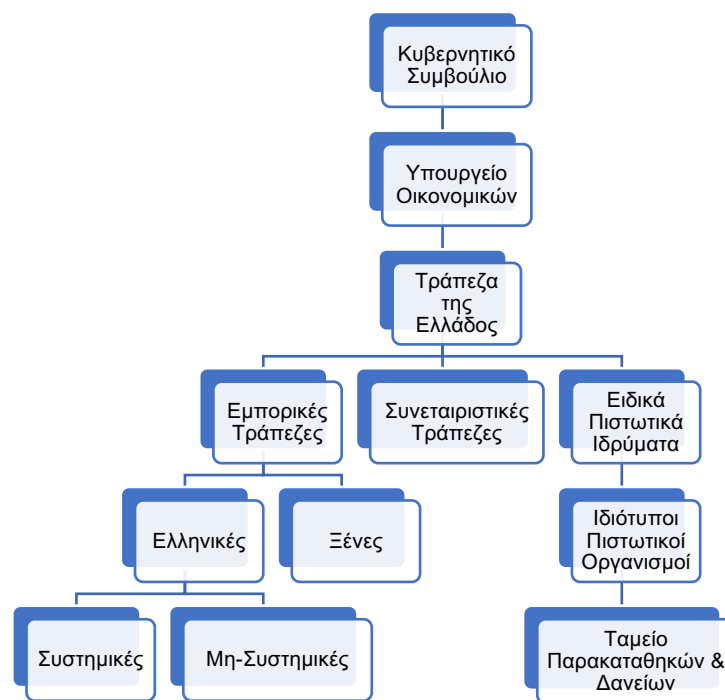 Κυβερνητικό
Συμβούλιο
Υπουργείο
Οικονομικών
Τράπεζα
της
Ελλάδος
Εμπορικές
Τράπεζες
Συνεταιριστικές
Τράπεζες
Ειδικά
Πιστωτικά
Ιδρύματα
Ελληνικές
Ξένες
Ιδιότυποι
Πιστωτικοί
Οργανισμοί
Συστημικές
Μη-Συστημικές
Ταμείο
Παρακαταθηκών &
Δανείων